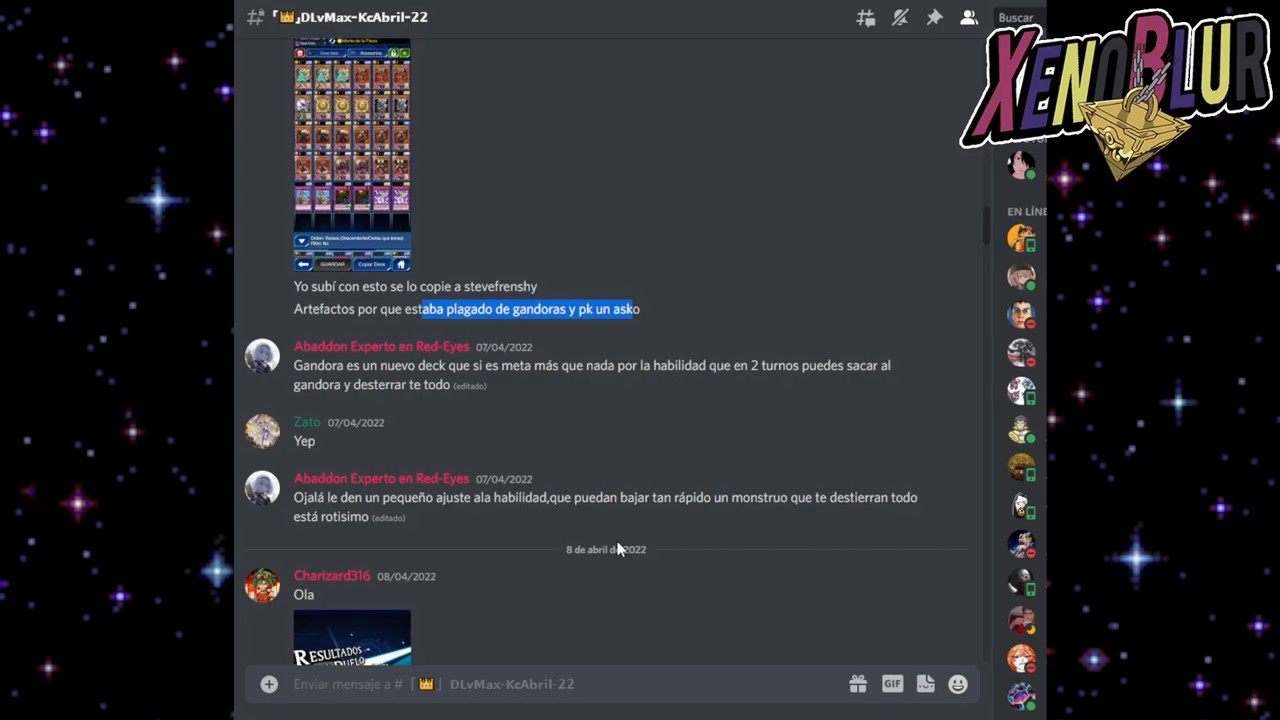 「👑」DLvMax-KcAbril-22
Buscar
XENOBLUR
GUARDAR
Copiar Deck
Yo subí con esto se lo copie a stevefrenshy
Artefactos por que estaba plagado de gandoras y pk un asko
EN LÍNE
Abaddon Experto en Red-Eyes 07/04/2022
Gandora es un nuevo deck que si es meta más que nada por la habilidad que en 2 turnos puedes sacar al
gandora y desterrar te todo (editado)
Zato 07/04/2022
Yep
Abaddon Experto en Red-Eyes 07/04/2022
Ojalá le den un pequeño ajuste ala habilidad,que puedan bajar tan rápido un monstruo que te destierran todo
está rotisimo (editado)
8 de abril de 2022
Charizard316 08/04/2022
Ola
RESULTADOS
Enviar mensaje a # 「👑」 DLvMax-KcAbril-22
GIF